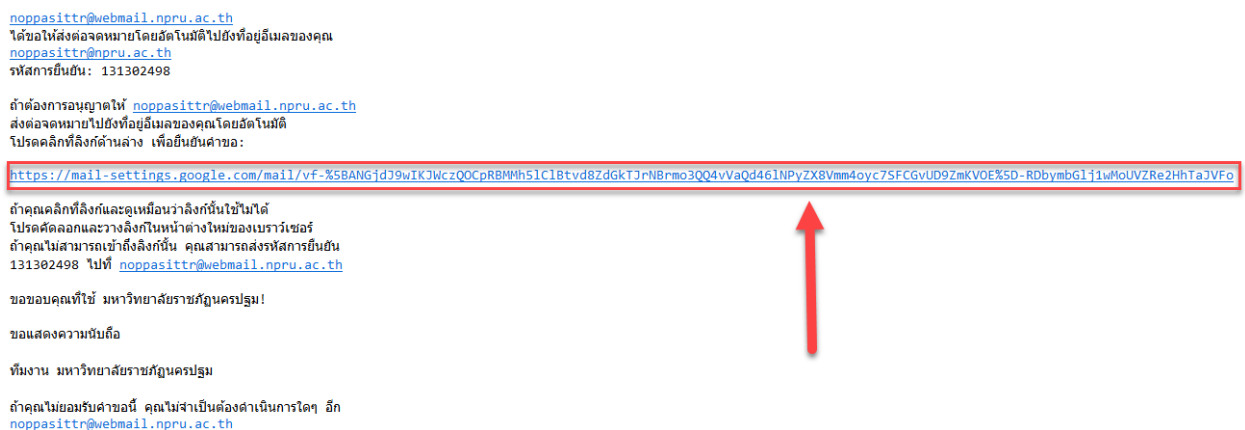 noppasittr@webmail.npru.ac.th
ได้ขอให้ส่งต่อจดหมายโดยอัตโนมัติไปยังที่อยู่อีเมลของคุณ
noppasittr@npru.ac.th
รหัสการยืนยัน: 131302498
ถ้าต้องการอนุญาตให้ noppasittr@webmail.npru.ac.th
ส่งต่อจดหมายไปยังที่อยู่อีเมลของคุณโดยอัตโนมัติ
โปรดคลิกที่ลิงก์ด้านล่าง เพื่อยืนยันคำขอ:
https://mail-settings.google.com/mail/vf-%5BANGjdJ9wIKJWczQOCpRBMMh5lClBtvd8ZdGkTJrNBrmo3QQ4vVaQd46lNPyZX8Vmm4oyc7SFCGvUD9ZmKVOE%5D-RDbymbGlj1wMoUVZRe2HhTaJVFo
ถ้าคุณคลิกที่ลิงก์และดูเหมือนว่าลิงก์นั้นใช้ไม่ได้
โปรดคัดลอกและวางลิงก์ในหน้าต่างใหม่ของเบราว์เซอร์
ถ้าคุณไม่สามารถเข้าถึงลิงก์นั้น คุณสามารถส่งรหัสการยืนยัน
131302498 ไปที่ noppasittr@webmail.npru.ac.th
ขอขอบคุณที่ใช้ มหาวิทยาลัยราชภัฏนครปฐม!
ขอแสดงความนับถือ
ทีมงาน มหาวิทยาลัยราชภัฏนครปฐม
ถ้าคุณไม่ยอมรับคำขอนี้ คุณไม่จำเป็นต้องดำเนินการใดๆ อีก
noppasittr@webmail.npru.ac.th